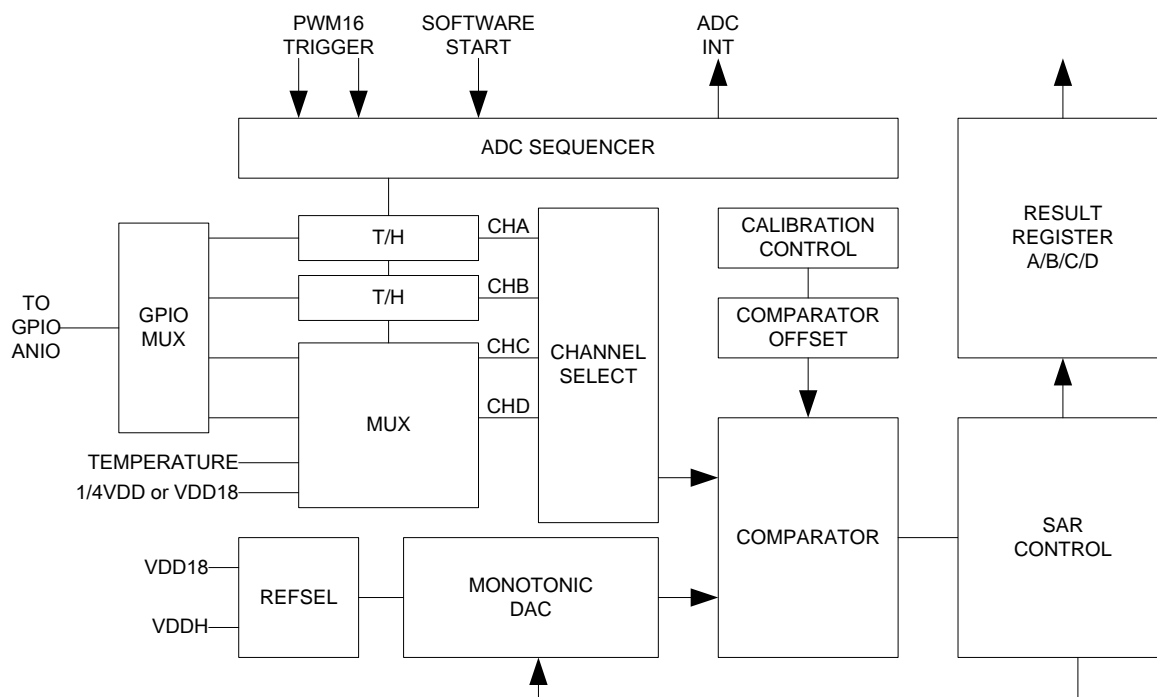 PWM16
TRIGGER
SOFTWARE
START
ADC
INT
ADC SEQUENCER
T/H
CHA
T/H
CHB
CHC
CHD
MUX
GPIO
MUX
TO
GPIO
ANIO
TEMPERATURE
1/4VDD or VDD18
CHANNEL
SELECT
CALIBRATION
CONTROL
COMPARATOR
OFFSET
RESULT
REGISTER
A/B/C/D
VDD18
VDDH
REFSEL
MONOTONIC
DAC
COMPARATOR
SAR
CONTROL